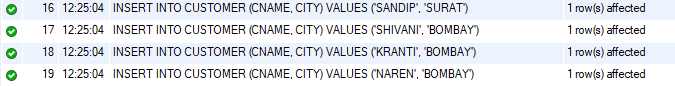 16 12:25:04 INSERT INTO CUSTOMER (CNAME, CITY) VALUES ('SANDIP', 'SURAT') 1 row(s) affected
17 12:25:04 INSERT INTO CUSTOMER (CNAME, CITY) VALUES ('SHIVANI', 'BOMBAY') 1 row(s) affected
18 12:25:04 INSERT INTO CUSTOMER (CNAME, CITY) VALUES ('KRANTI', 'BOMBAY') 1 row(s) affected
19 12:25:04 INSERT INTO CUSTOMER (CNAME, CITY) VALUES ('NAREN', 'BOMBAY') 1 row(s) affected